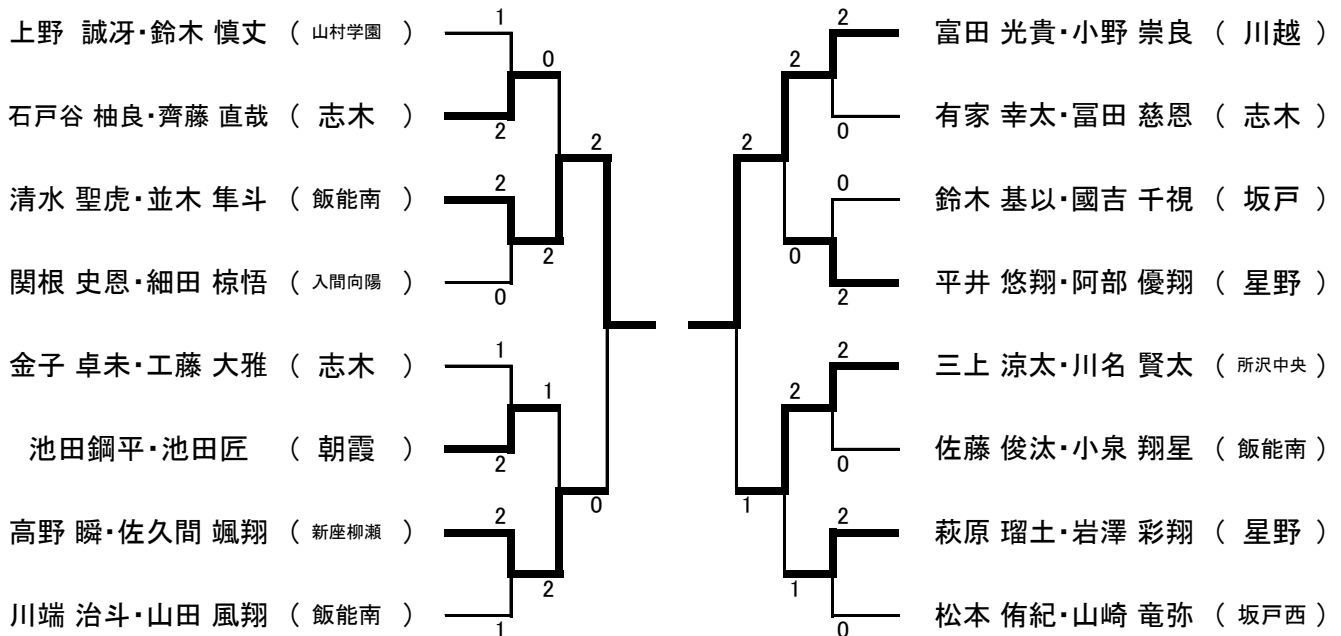 上野 誠冴・鈴木 慎丈 ( 山村学園 ) 1
0
石戸谷 柚良・齊藤 直哉 ( 志木 ) 2
2
清水 聖虎・並木 隼斗 ( 飯能南 ) 2
2
関根 史恩・細田 椋悟 ( 入間向陽 ) 0
金子 卓未・工藤 大雅 ( 志木 ) 1
1
池田鋼平・池田匠 ( 朝霞 ) 2
0
高野 瞬・佐久間 颯翔 ( 新座柳瀬 ) 2
2
川端 治斗・山田 風翔 ( 飯能南 ) 1
2 富田 光貴・小野 崇良 ( 川越 )
2
0 有家 幸太・冨田 慈恩 ( 志木 )
2
0 鈴木 基以・國吉 千視 ( 坂戸 )
0
2 平井 悠翔・阿部 優翔 ( 星野 )
2 三上 涼太・川名 賢太 ( 所沢中央 )
2
0 佐藤 俊汰・小泉 翔星 ( 飯能南 )
1
2 萩原 瑠土・岩澤 彩翔 ( 星野 )
1
0 松本 侑紀・山崎 竜弥 ( 坂戸西 )